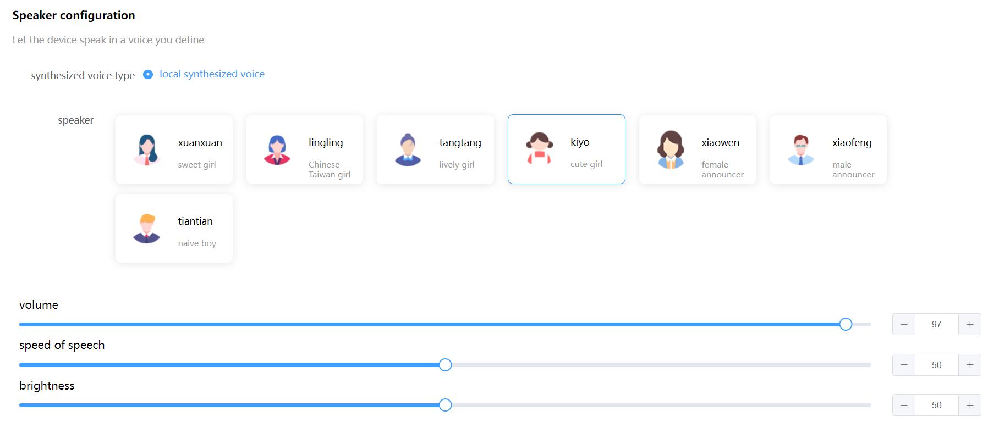 Speaker configuration
Let the device speak in a voice you define
synthesized voice type
local synthesized voice
speaker
xuanxuan
sweet girl
lingling
Chinese
Taiwan girl
tangtang
lively girl
kiyo
cute girl
xiaowen
female
announcer
xiaofeng
male
announcer
tiantian
naive boy
volume
97
speed of speech
50
brightness
50